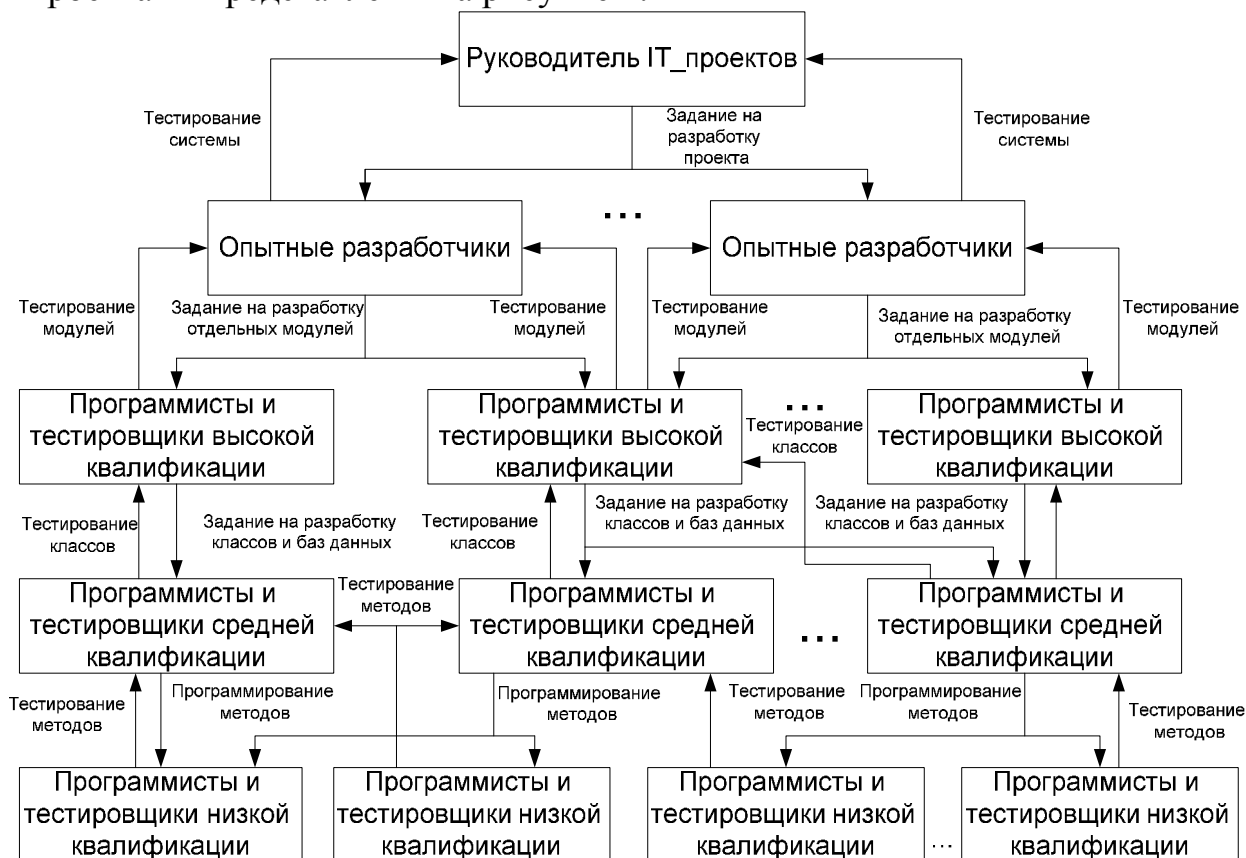 Руководитель IT_проектов
Тестирование
системы
Задание на
разработку
проекта
Тестирование
системы
Опытные разработчики
...
Опытные разработчики
Тестирование
модулей
Задание на разработку
отдельных модулей
Тестирование
модулей
Тестирование
модулей
Задание на разработку
отдельных модулей
Тестирование
модулей
Программисты и
тестировщики высокой
квалификации
Программисты и
тестировщики высокой
квалификации
...
Тестирование
классов
Программисты и
тестировщики высокой
квалификации
Тестирование
классов
Задание на разработку
классов и баз данных
Тестирование
классов
Задание на разработку
классов и баз данных
Задание на разработку
классов и баз данных
Программисты и
тестировщики средней
квалификации
Тестирование
методов
Программисты и
тестировщики средней
квалификации
...
Программисты и
тестировщики средней
квалификации
Тестирование
методов
Программирование
методов
Программирование
методов
Тестирование
методов
Программирование
методов
Тестирование
методов
Программисты и
тестировщики низкой
квалификации
Программисты и
тестировщики низкой
квалификации
Программисты и
тестировщики низкой
квалификации
...
Программисты и
тестировщики низкой
квалификации